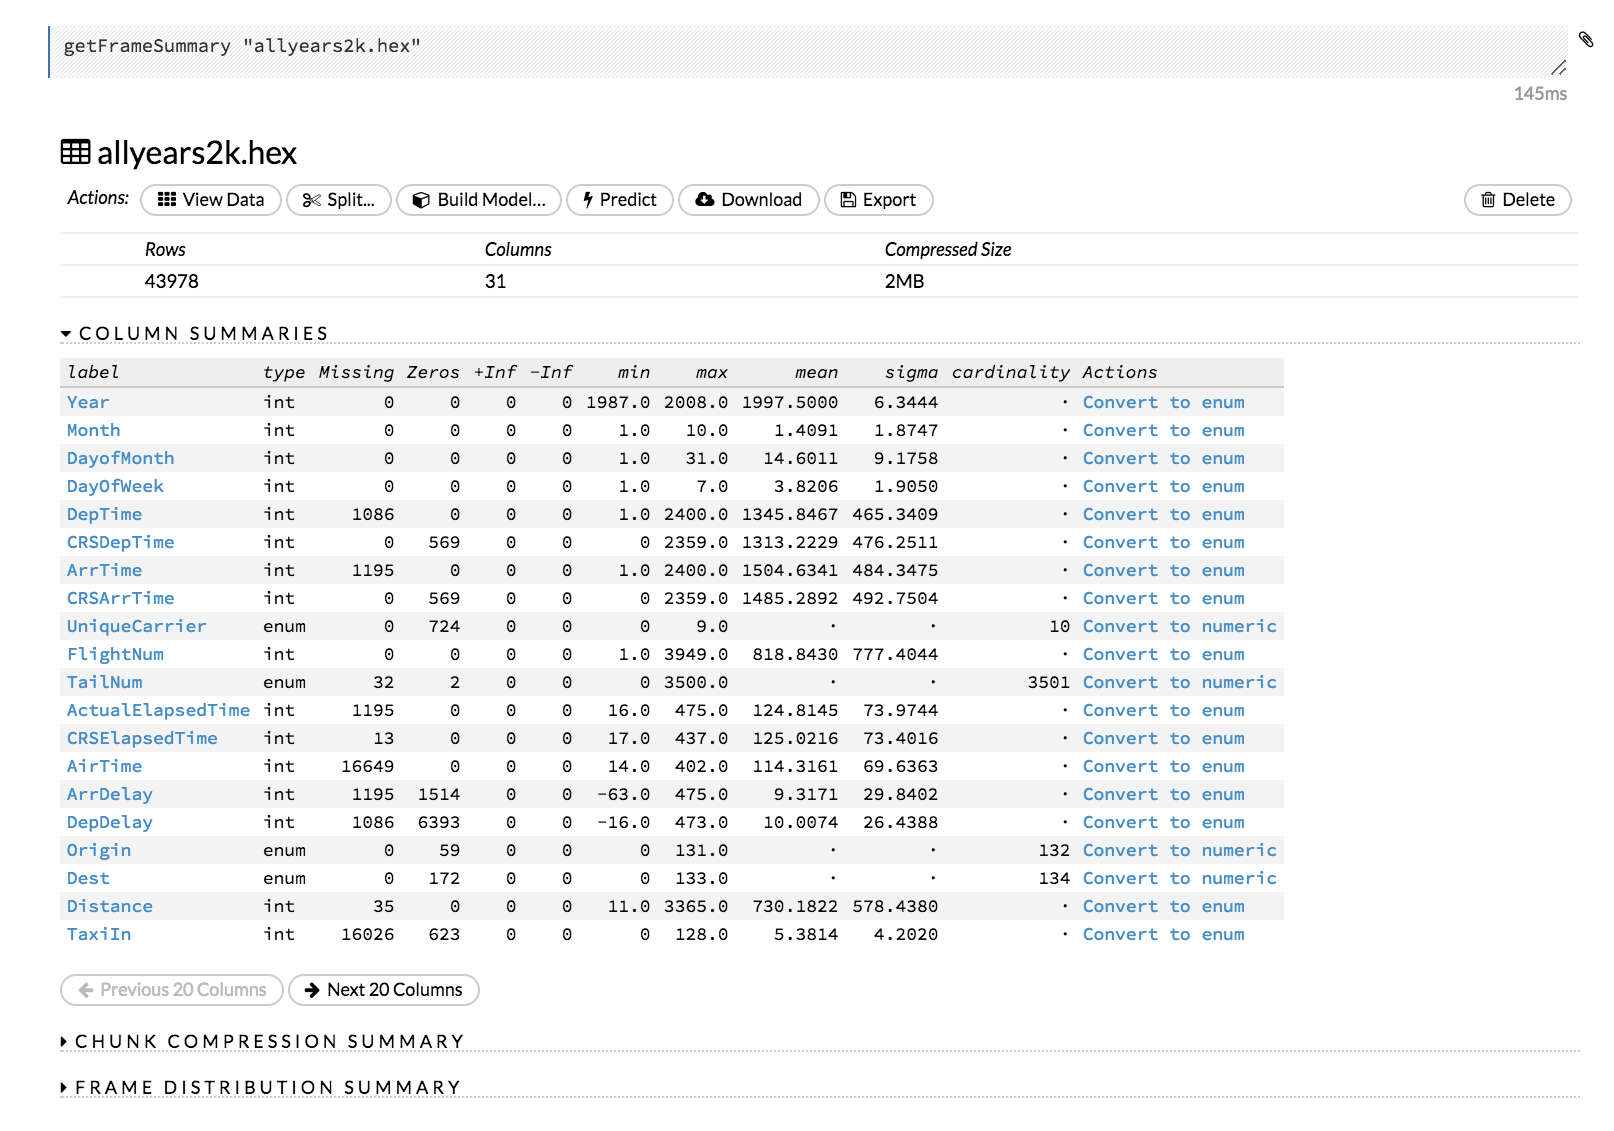 getFrameSummary "allyears2k.hex"
145ms
allyears2k.hex
Actions: View Data Split... Build Model... Predict Download Export Delete
Rows Columns Compressed Size
43978 31 2MB
COLUMN SUMMARIES
label type Missing Zeros +Inf -Inf min max mean sigma cardinality Actions
Year int 0 0 0 0 1987.0 2008.0 1997.5000 6.3444 · Convert to enum
Month int 0 0 0 0 1.0 10.0 1.4091 1.8747 · Convert to enum
DayofMonth int 0 0 0 0 1.0 31.0 14.6011 9.1758 · Convert to enum
DayOfWeek int 0 0 0 0 1.0 7.0 3.8206 1.9050 · Convert to enum
DepTime int 1086 0 0 0 1.0 2400.0 1345.8467 465.3409 · Convert to enum
CRSDepTime int 0 569 0 0 0 2359.0 1313.2229 476.2511 · Convert to enum
ArrTime int 1195 0 0 0 1.0 2400.0 1504.6341 484.3475 · Convert to enum
CRSArrTime int 0 569 0 0 0 2359.0 1485.2892 492.7504 · Convert to enum
UniqueCarrier enum 0 724 0 0 0 9.0 · · 10 Convert to numeric
FlightNum int 0 0 0 0 1.0 3949.0 818.8430 777.4044 · Convert to enum
TailNum enum 32 2 0 0 0 3500.0 · · 3501 Convert to numeric
ActualElapsedTime int 1195 0 0 0 16.0 475.0 124.8145 73.9744 · Convert to enum
CRSElapsedTime int 13 0 0 0 17.0 437.0 125.0216 73.4016 · Convert to enum
AirTime int 16649 0 0 0 14.0 402.0 114.3161 69.6363 · Convert to enum
ArrDelay int 1195 1514 0 0 -63.0 475.0 9.3171 29.8402 · Convert to enum
DepDelay int 1086 6393 0 0 -16.0 473.0 10.0074 26.4388 · Convert to enum
Origin enum 0 59 0 0 0 131.0 · · 132 Convert to numeric
Dest enum 0 172 0 0 0 133.0 · · 134 Convert to numeric
Distance int 35 0 0 0 11.0 3365.0 730.1822 578.4380 · Convert to enum
TaxiIn int 16026 623 0 0 0 128.0 5.3814 4.2020 · Convert to enum
Previous 20 Columns Next 20 Columns
CHUNK COMPRESSION SUMMARY
FRAME DISTRIBUTION SUMMARY